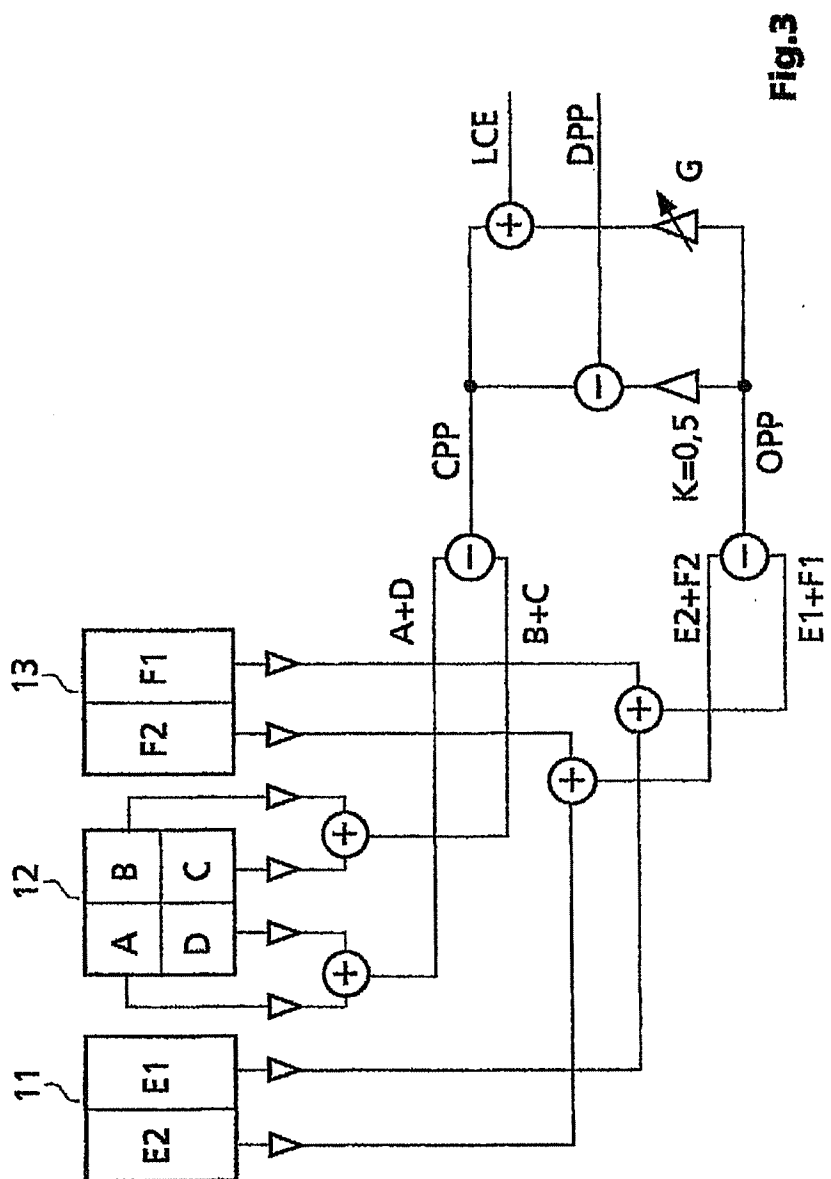 11
12
13
E2
E1
A
B
D
C
F2
F1
A+D
B+C
E2+F2
E1+F1
CPP
OPP
K=0,5
G
LCE
DPP
Fig.3